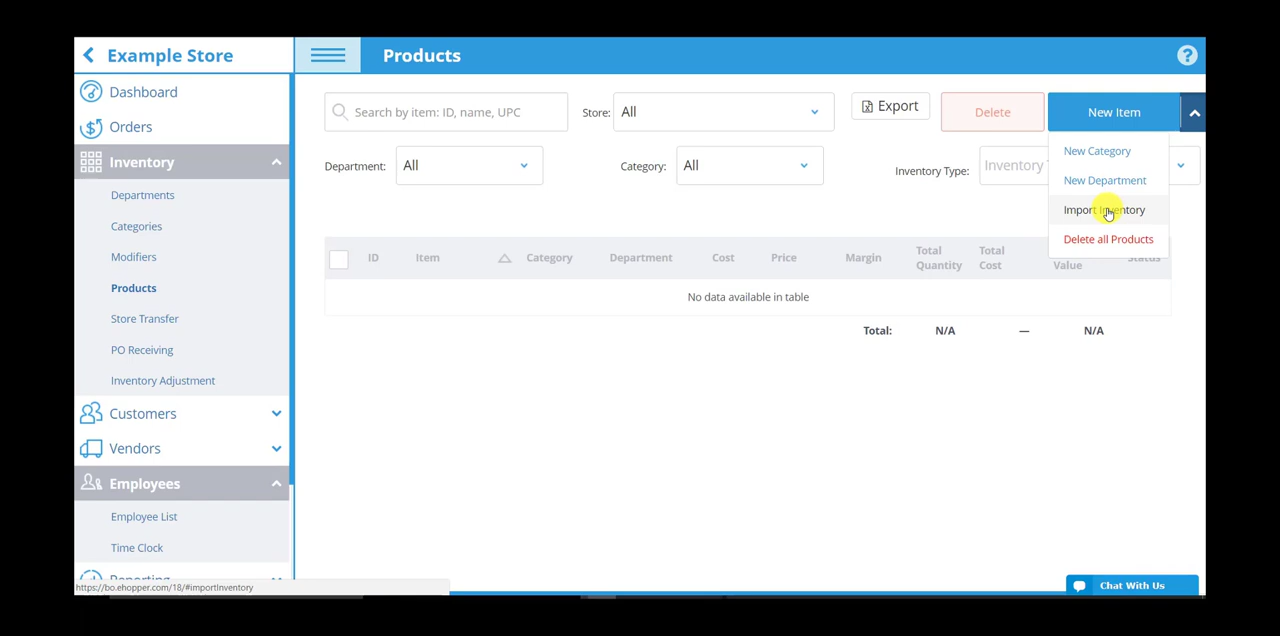 Example Store
Products
?
Dashboard
Orders
Inventory
Departments
Categories
Modifiers
Products
Store Transfer
PO Receiving
Inventory Adjustment
Customers
Vendors
Employees
Employee List
Time Clock
Reporting
https://bo.ehopper.com/18/#importInventory
Search by item: ID, name, UPC
Store: All
Export
Delete
New Item
Department: All
Category: All
Inventory Type: Inventory
New Category
New Department
Import Inventory
Delete all Products
ID Item Category Department Cost Price Margin Total Quantity Total Cost Value Status
No data available in table
Total: N/A — N/A
Chat With Us